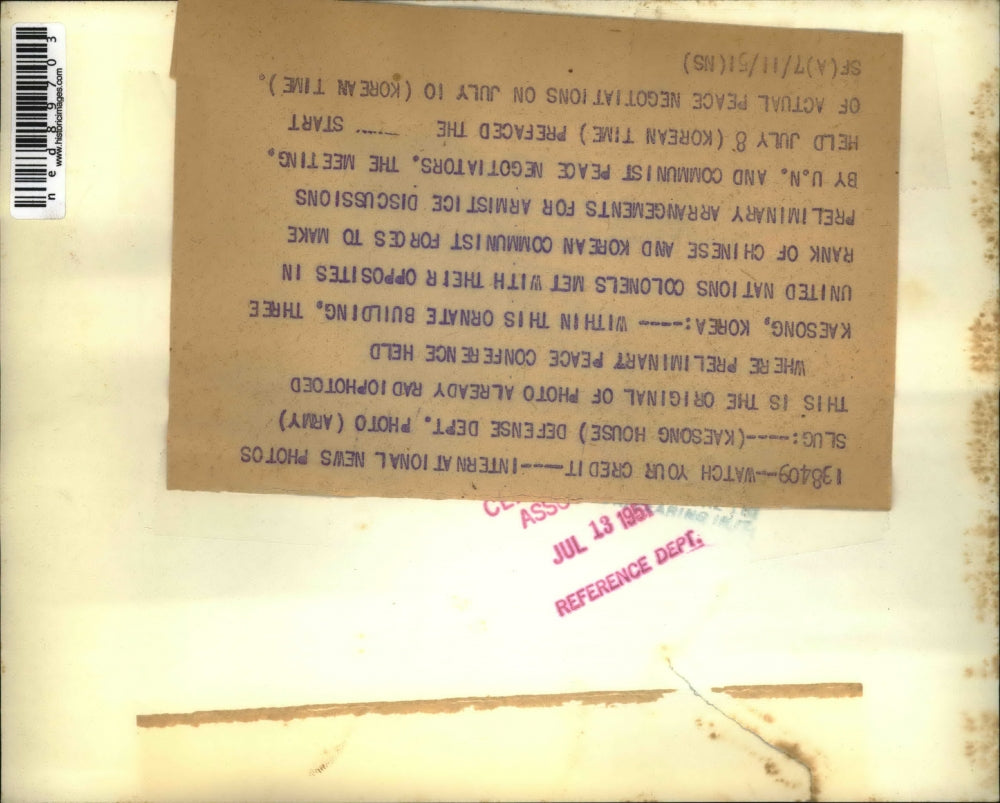 138409--WATCH YOUR CREDIT---INTERNATIONAL NEWS PHOTOS
SLUG:----(KAESONG HOUSE) DEFENSE DEPT. PHOTO (ARMY)
THIS IS THE ORIGINAL OF PHOTO ALREADY RADIOPHOTOED
WHERE PRELIMINARY PEACE CONFERENCE HELD
KAESONG, KOREA:---- WITHIN THIS ORNATE BUILDING, THREE
UNITED NATIONS COLONELS MET WITH THEIR OPPOSITES IN
RANK OF CHINESE AND KOREAN COMMUNIST FORCES TO MAKE
PRELIMINARY ARRANGEMENTS FOR ARMISTICE DISCUSSIONS
BY U.N. AND COMMUNIST PEACE NEGOTIATORS. THE MEETING,
HELD JULY 8 (KOREAN TIME) PREFACED THE START
OF ACTUAL PEACE NEGOTIATIONS ON JULY 10 (KOREAN TIME).
SF(A)7/11/51(NS)
JUL 13 1951
REFERENCE DEPT.
ned89703
www.historicimages.com